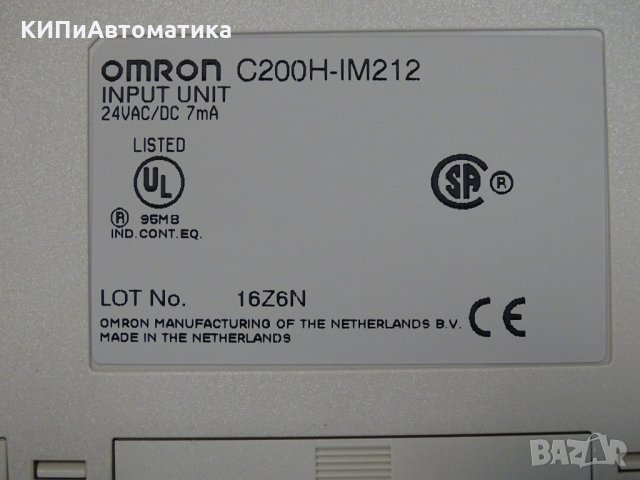 КИПиАвтоматика
OMRON C200H-IM212
INPUT UNIT
24VAC/DC 7mA
LISTED
UL
® 95M8
IND. CONT. EQ.
SA ®
LOT No. 16Z6N
OMRON MANUFACTURING OF THE NETHERLANDS B.V.
MADE IN THE NETHERLANDS
CE
BAZAR